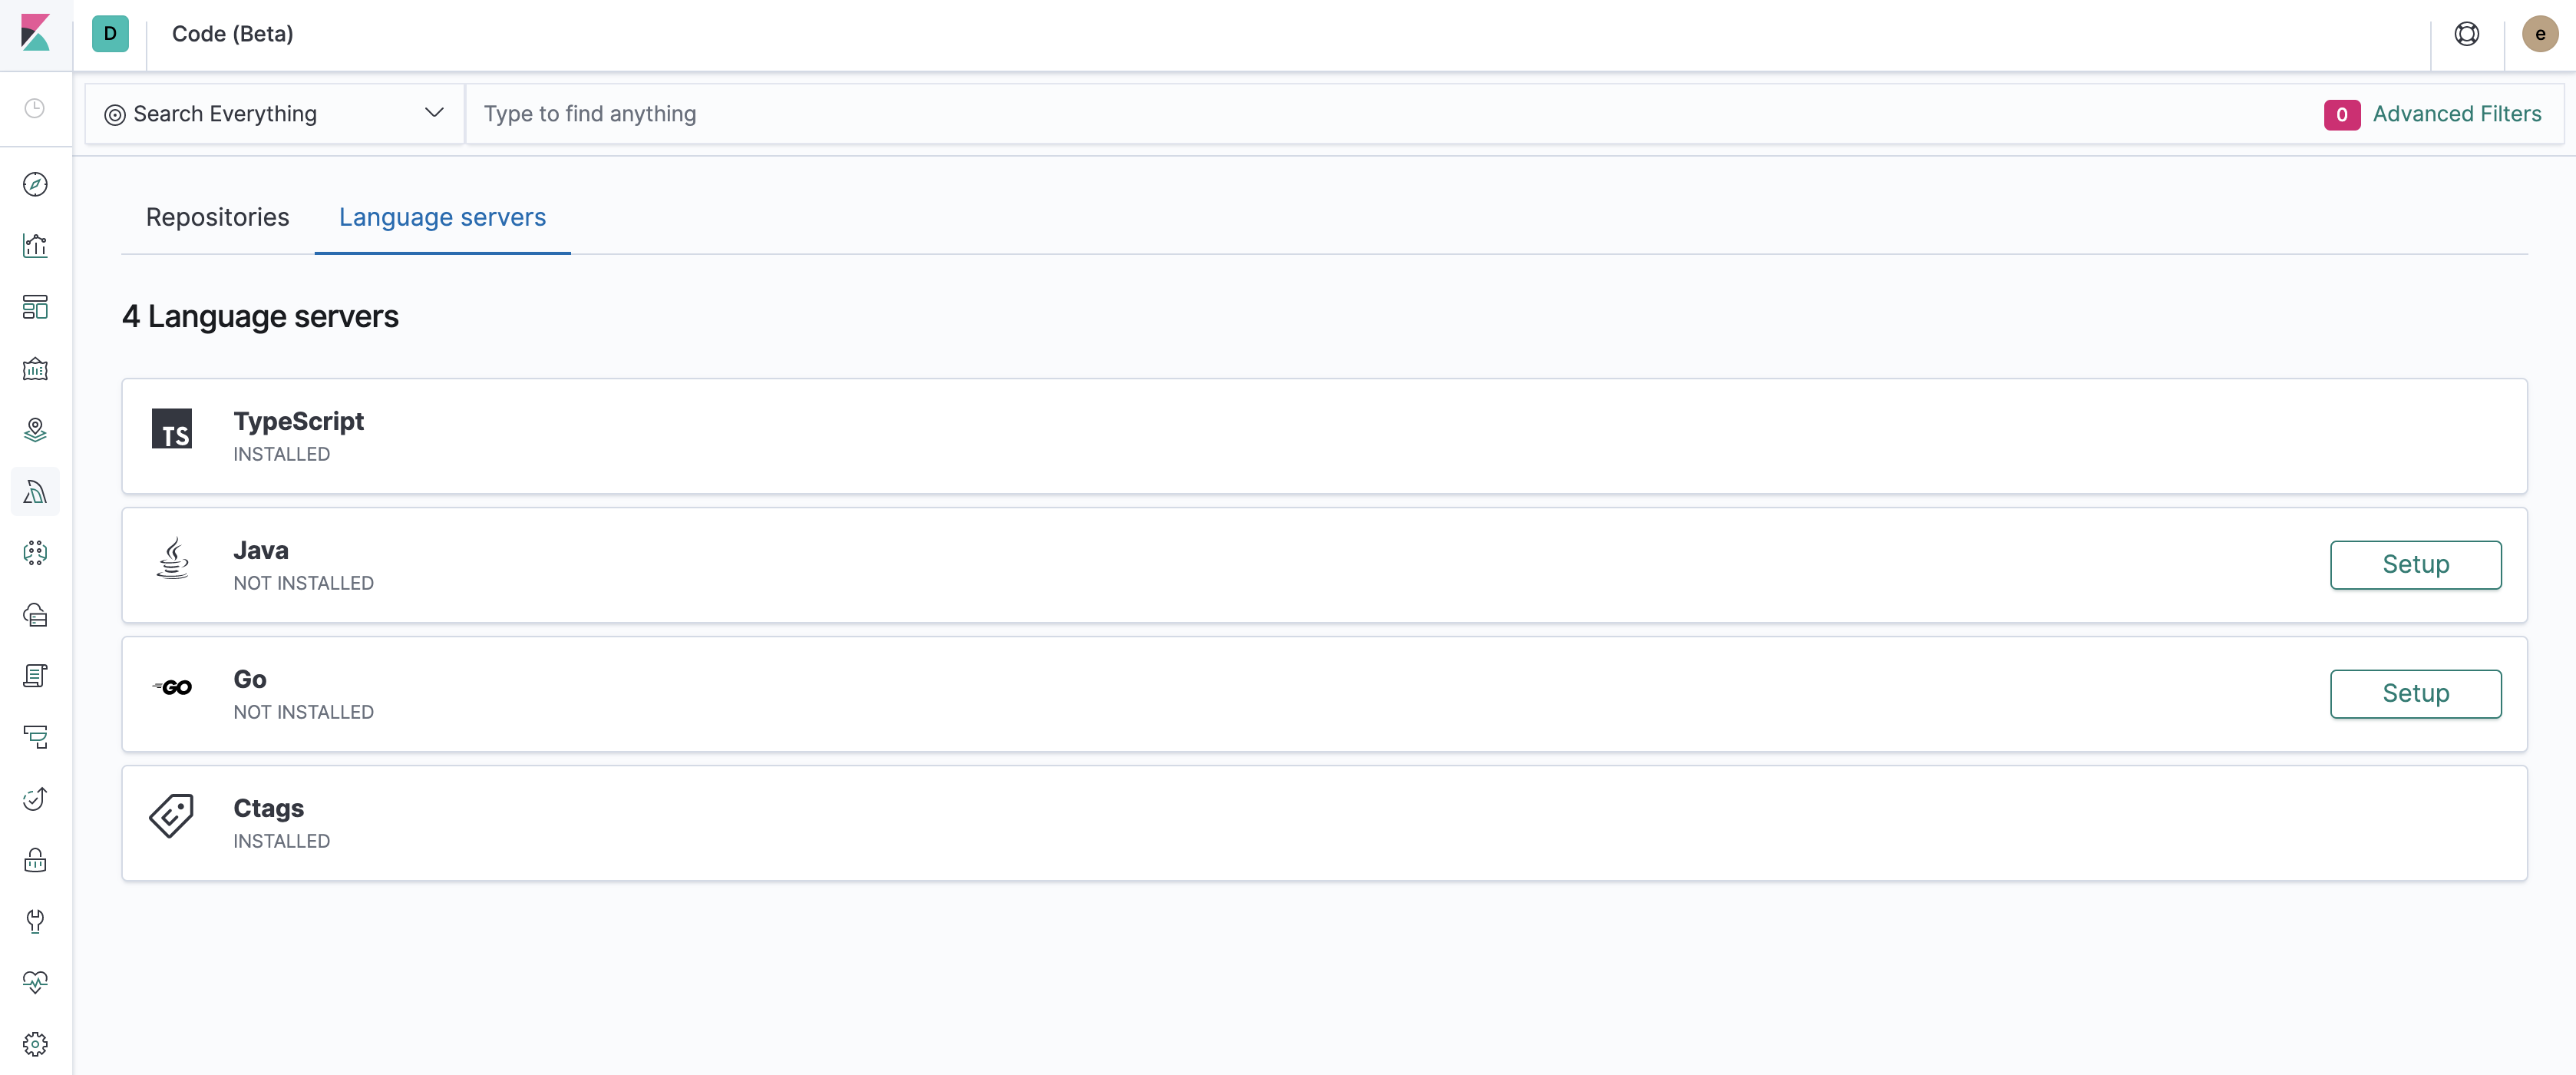 D
Code (Beta)
e
Search Everything
Type to find anything
0
Advanced Filters
Repositories
Language servers
4 Language servers
TS
TypeScript
INSTALLED
Java
NOT INSTALLED
Setup
GO
Go
NOT INSTALLED
Setup
Ctags
INSTALLED